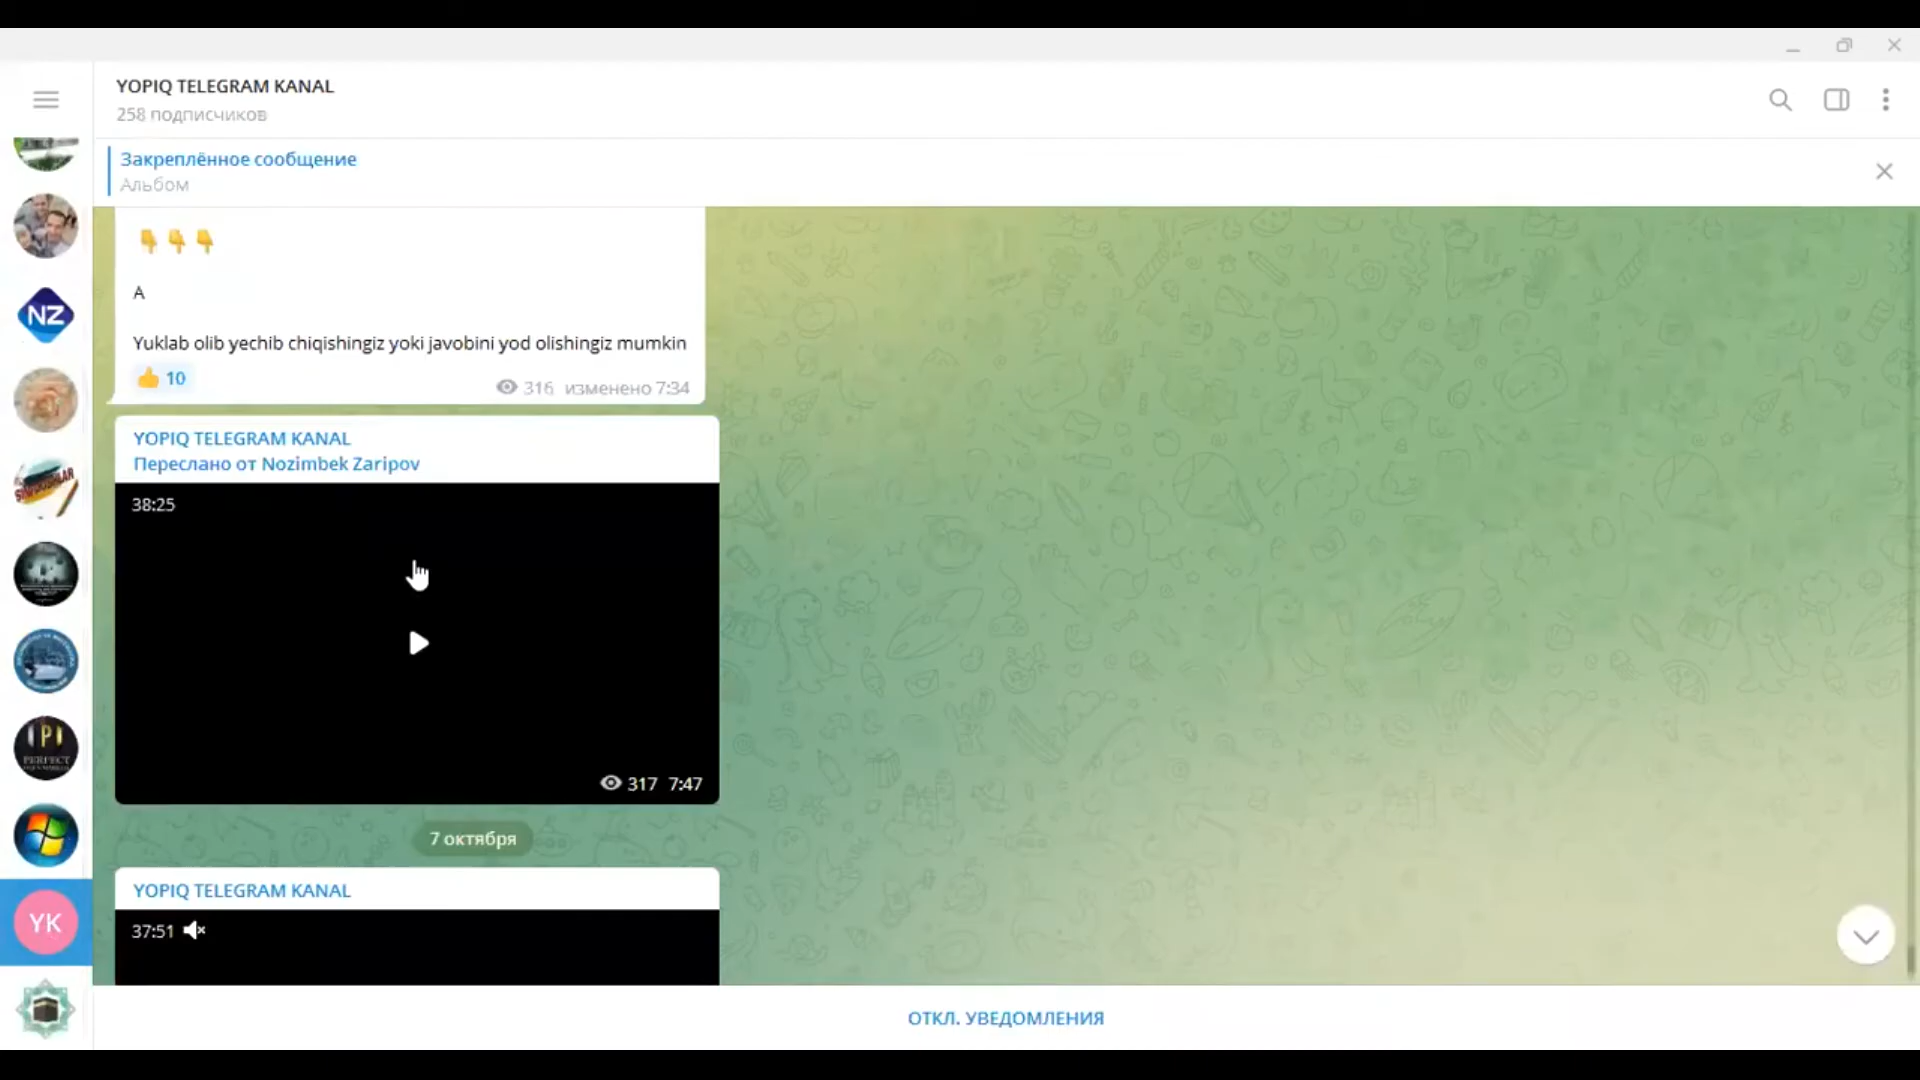 YOPIQ TELEGRAM KANAL
258 подписчиков
Закреплённое сообщение
Альбом
👇👇👇
A
Yuklab olib yechib chiqishingiz yoki javobini yod olishingiz mumkin
👍 10
316 изменено 7:34
YOPIQ TELEGRAM KANAL
Переслано от Nozimbek Zaripov
38:25
317 7:47
7 октября
YOPIQ TELEGRAM KANAL
37:51
NZ
PERFECT
YK
ОТКЛ. УВЕДОМЛЕНИЯ